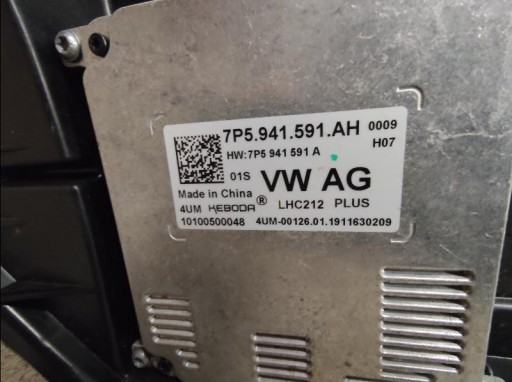 7P5.941.591.AH 0009
HW:7P5 941 591 A H07
01S VW AG
Made in China
4UM KEBODA® LHC212 PLUS
10100500048 4UM-00126.01.1911630209